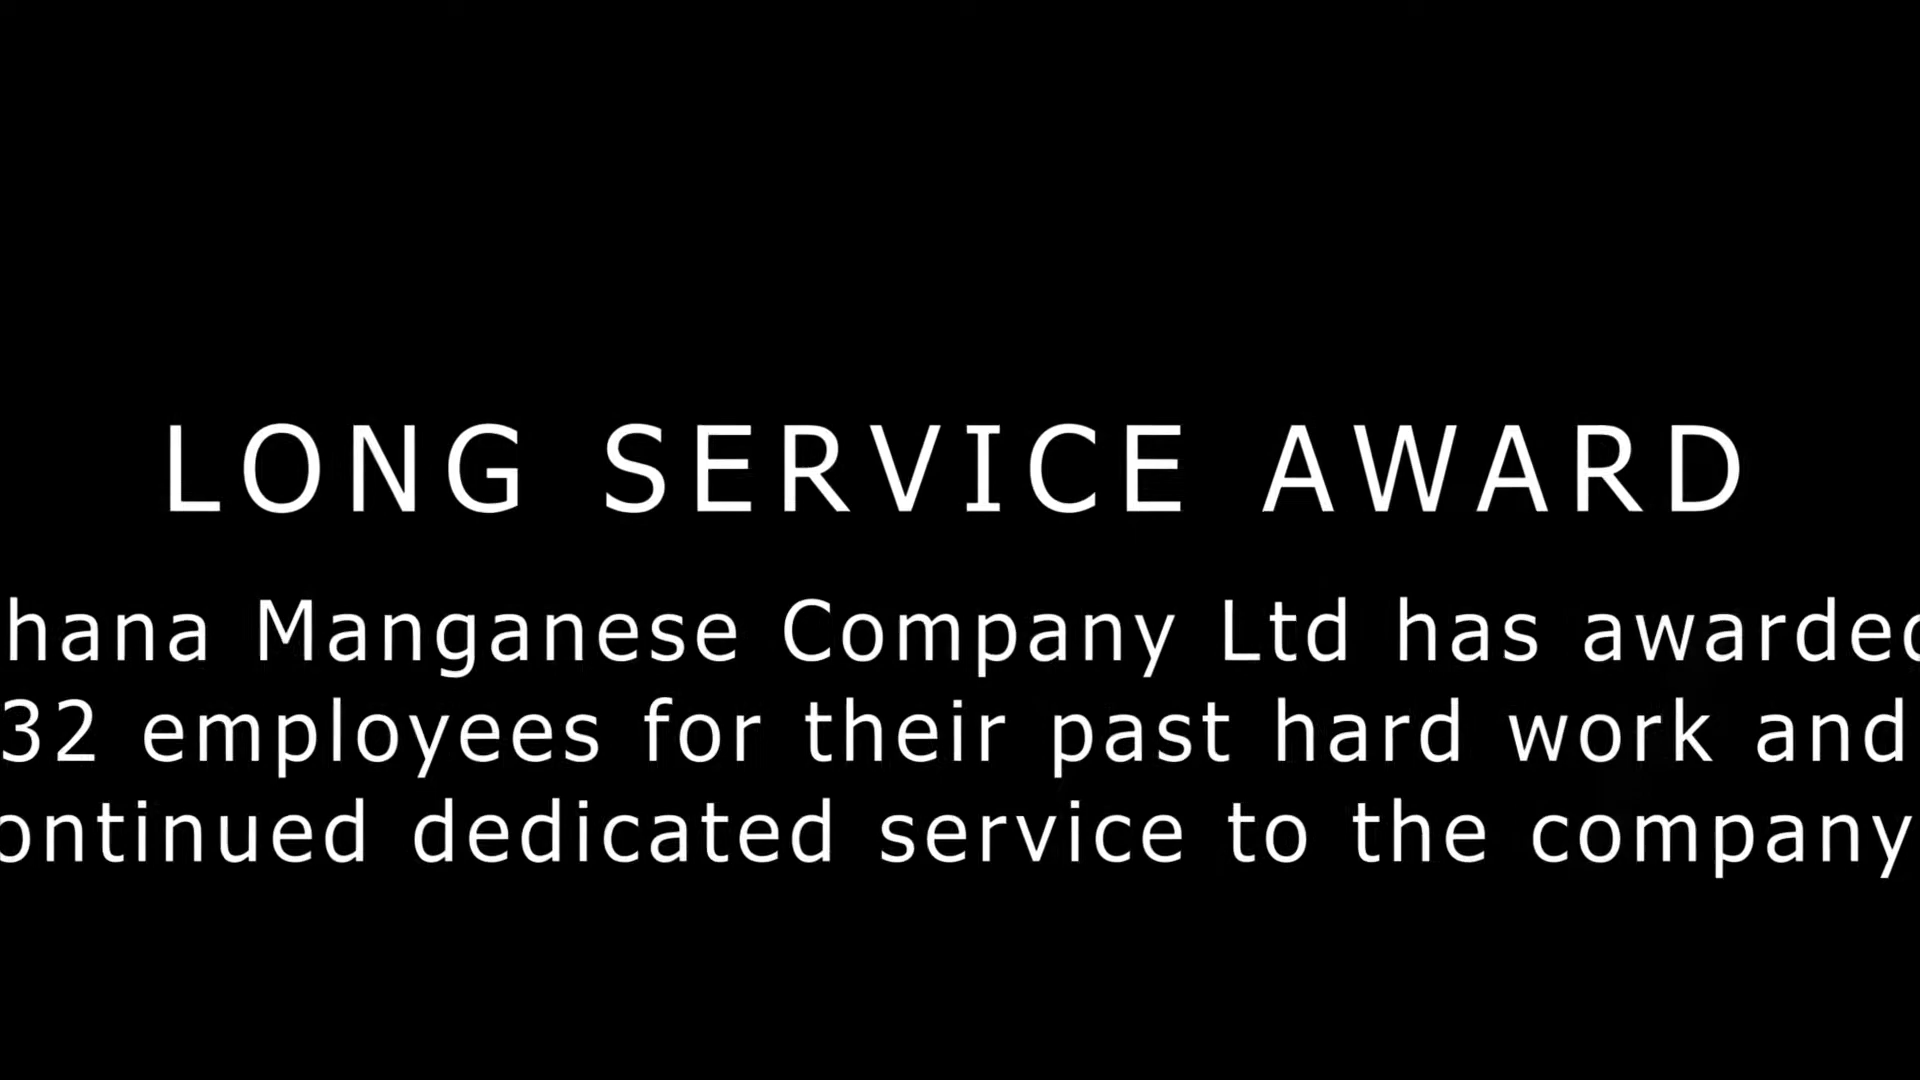 LONG SERVICE AWARD
hana Manganese Company Ltd has awarded
32 employees for their past hard work and
ontinued dedicated service to the company